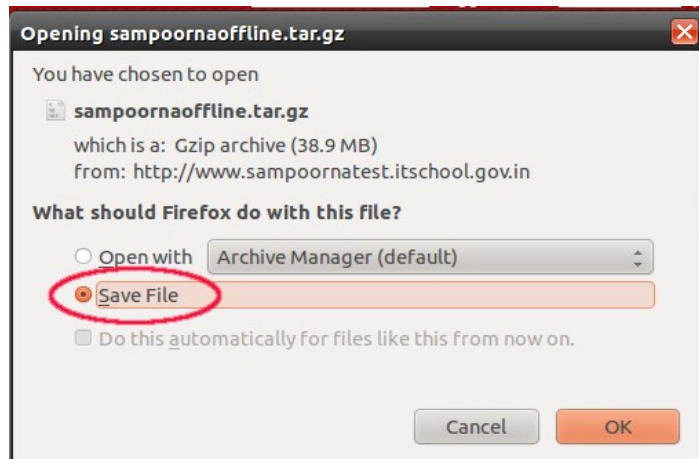 Opening sampoornaoffline.tar.gz
You have chosen to open
sampoornaoffline.tar.gz
which is a: Gzip archive (38.9 MB)
from: http://www.sampoornatest.itschool.gov.in
What should Firefox do with this file?
Open with Archive Manager (default)
Save File
Do this automatically for files like this from now on.
Cancel OK